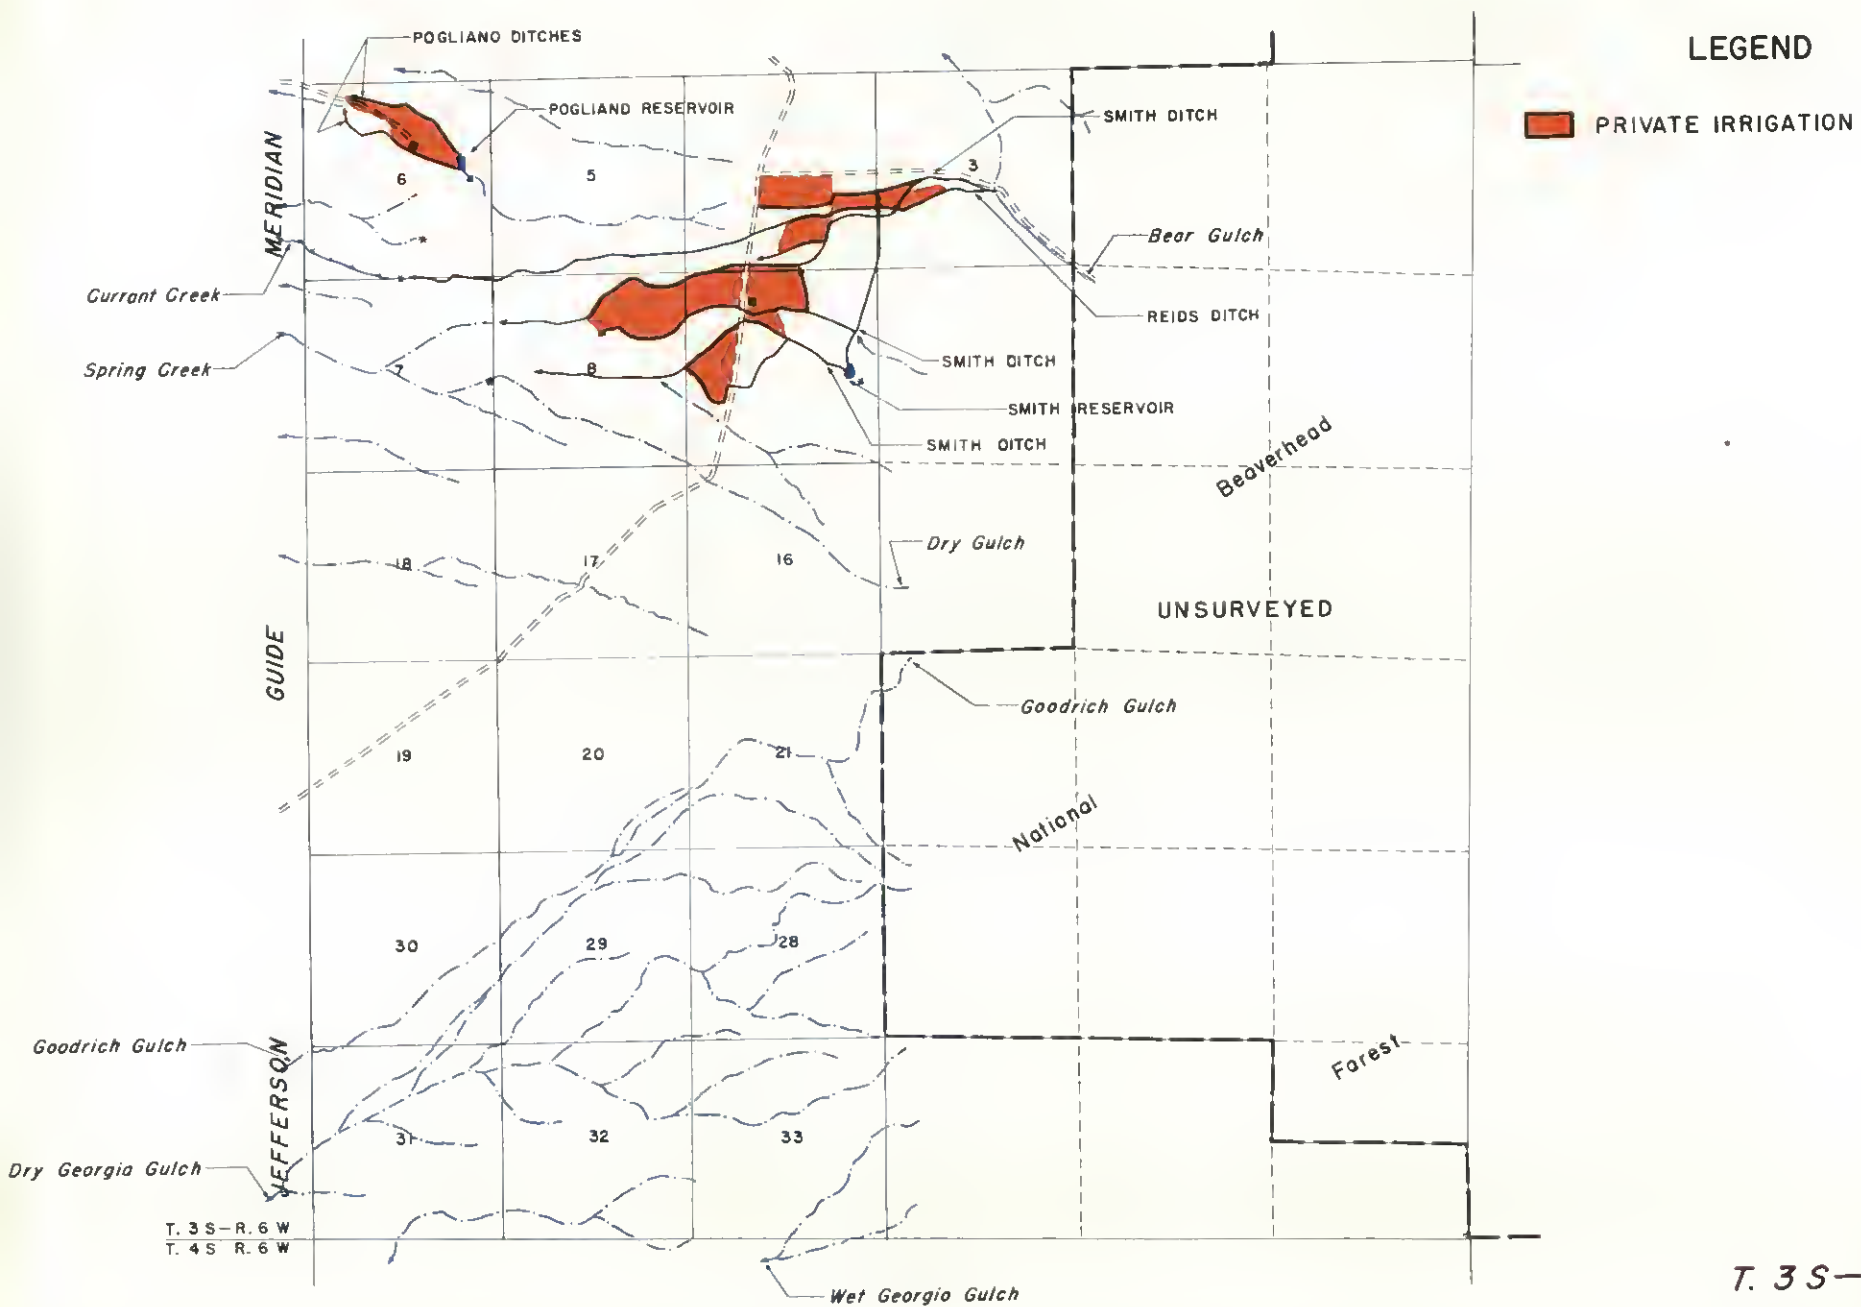 LEGEND
PRIVATE IRRIGATION
POGLIANO DITCHES
POGLIANO RESERVOIR
SMITH DITCH
MERIDIAN
6
5
3
Bear Gulch
Currant Creek
REIDS DITCH
Spring Creek
7
8
SMITH DITCH
SMITH RESERVOIR
SMITH DITCH
Beaverhead
18
17
16
Dry Gulch
UNSURVEYED
GUIDE
Goodrich Gulch
19
20
21
National
30
29
28
Goodrich Gulch
JEFFERSON
Forest
31
32
33
Dry Georgia Gulch
T. 3 S – R. 6 W
T. 4 S R. 6 W
Wet Georgia Gulch
T. 3 S —